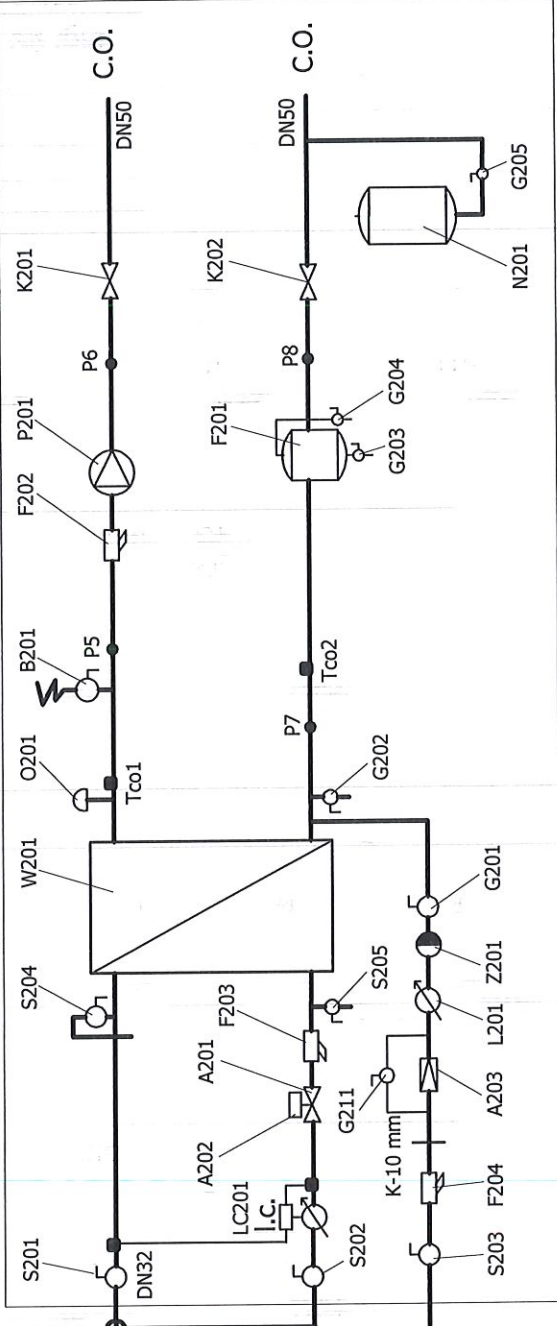 S201
S204
W201
O201
B201
F202
P201
K201
C.O.
DN32
Tco1
P5
P6
DN50
LC201
I.C.
A202
A201
F203
S205
S202
G202
P7
Tco2
F201
G204
G203
P8
K202
C.O.
DN50
G205
N201
S203
F204
K-10 mm
G211
A203
L201
Z201
G201